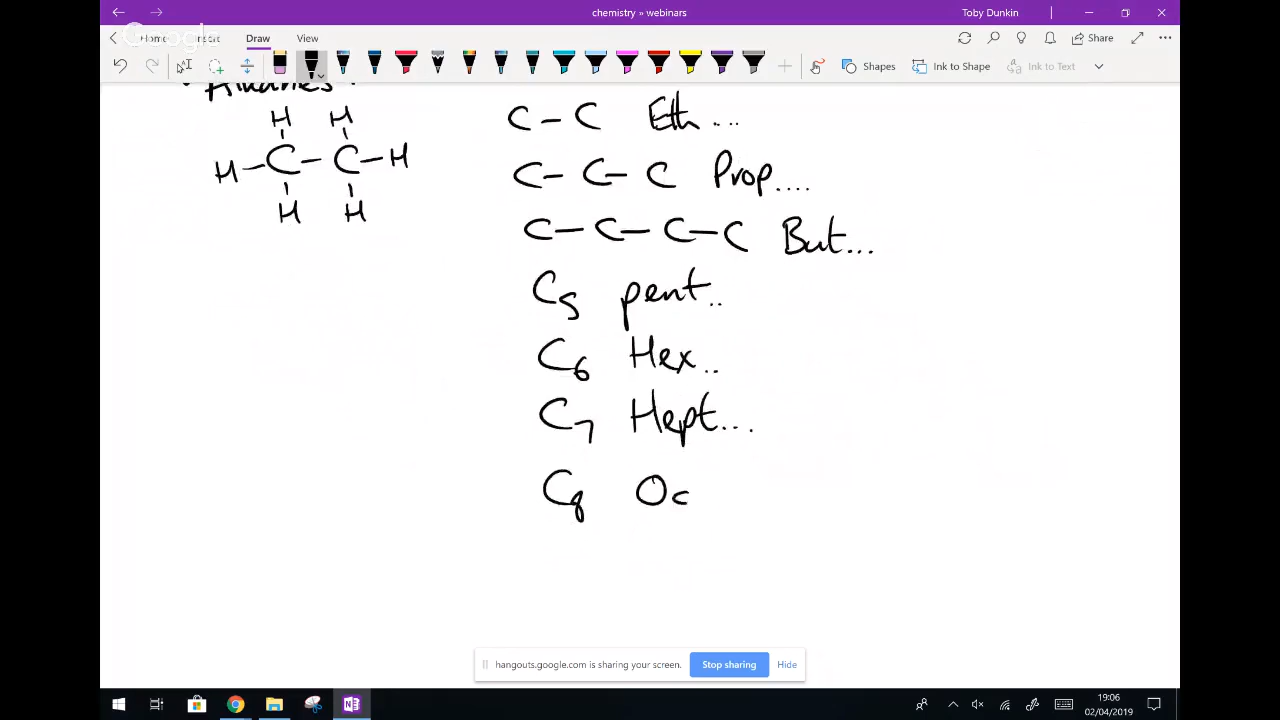 chemistry » webinars
Toby Dunkin
Home
Draw
View
Share
Shapes
Ink to Shape
Ink to Text
Google
Alkanes
H H
H-C-C-H
H H
C-C Eth ....
C-C-C Prop....
C-C-C-C But...
C5 pent..
C6 Hex..
C7 Hept...
C8 Oc
hangouts.google.com is sharing your screen.
Stop sharing
Hide
19:06
02/04/2019